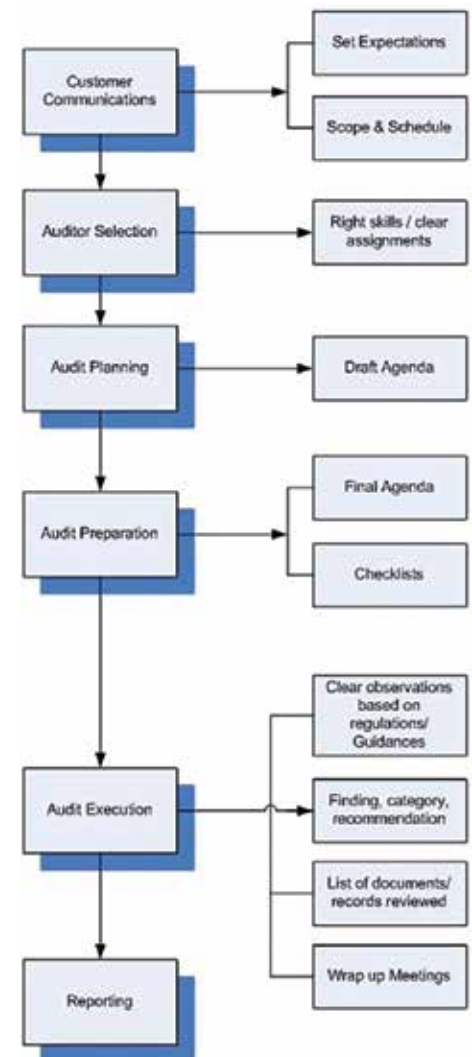 Set Expectations
Customer
Communications
Scope & Schedule
Auditor Selection
Right skills / clear
assignments
Audit Planning
Draft Agenda
Final Agenda
Audit Preparation
Checklists
Clear observations
based on
regulations/
Guidances
Audit Execution
Finding, category,
recommendation
List of documents/
records reviewed
Wrap up Meetings
Reporting